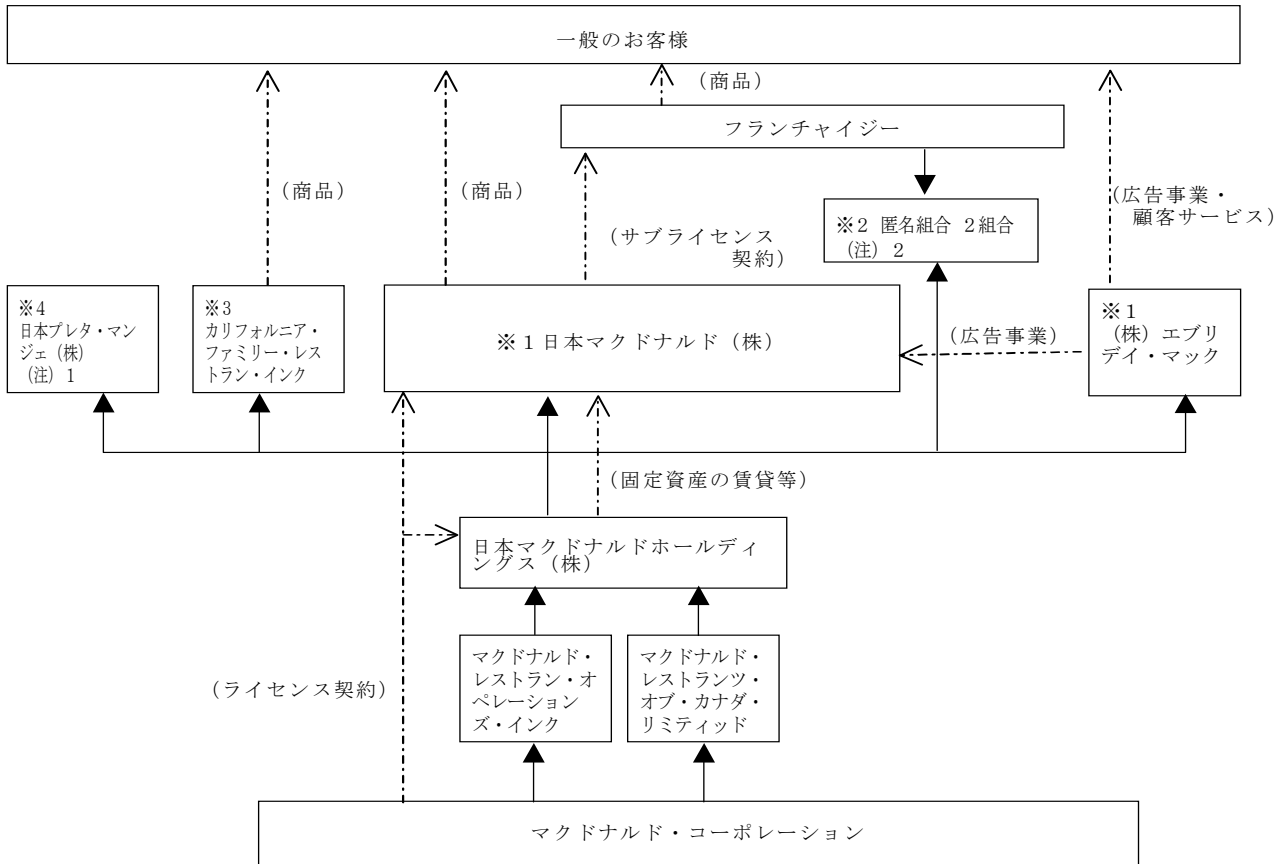 一般のお客様
(商品)
フランチャイジー
(商品)
(商品)
(広告事業・
顧客サービス)
(サブライセンス
契約)
※2 匿名組合 2組合
(注) 2
※4
日本プレタ・マン
ジェ (株)
(注) 1
※3
カリフォルニア・
ファミリー・レス
トラン・インク
※1日本マクドナルド (株)
(広告事業)
※1
(株) エブリ
デイ・マック
(固定資産の賃貸等)
日本マクドナルドホールディ
ングス (株)
(ライセンス契約)
マクドナルド・
レストラン・オ
ペレーション
ズ・インク
マクドナルド・
レストランツ・
オブ・カナダ・
リミティッド
マクドナルド・コーポレーション